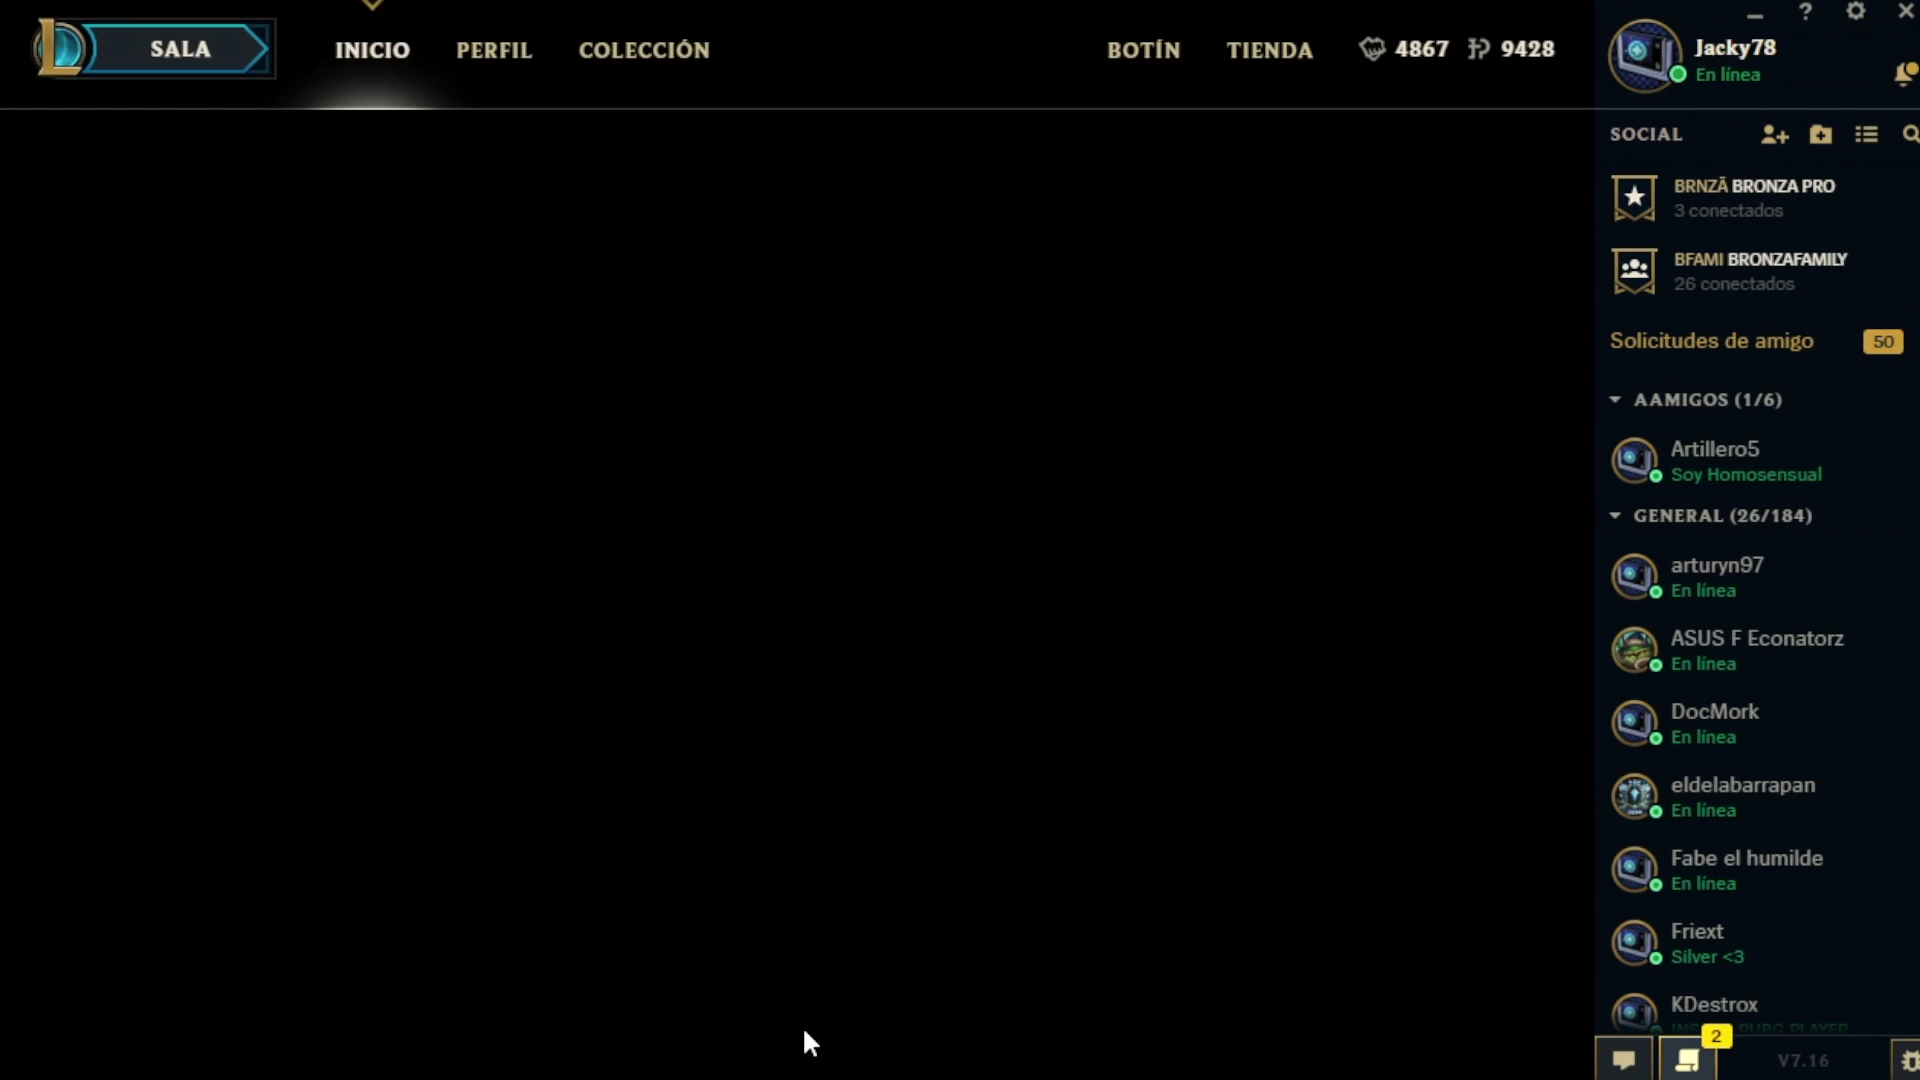 SALA
INICIO PERFIL COLECCIÓN
BOTÍN TIENDA 4867 9428
Jacky78
En línea
SOCIAL
BRNZÃ BRONZA PRO
3 conectados
BFAMI BRONZAFAMILY
26 conectados
Solicitudes de amigo 50
AAMIGOS (1/6)
Artillero5
Soy Homosensual
GENERAL (26/184)
arturyn97
En línea
ASUS F Econatorz
En línea
DocMork
En línea
eldelabarrapan
En línea
Fabe el humilde
En línea
Friext
Silver <3
KDestrox
PUBG PLAYER
2
V7.16